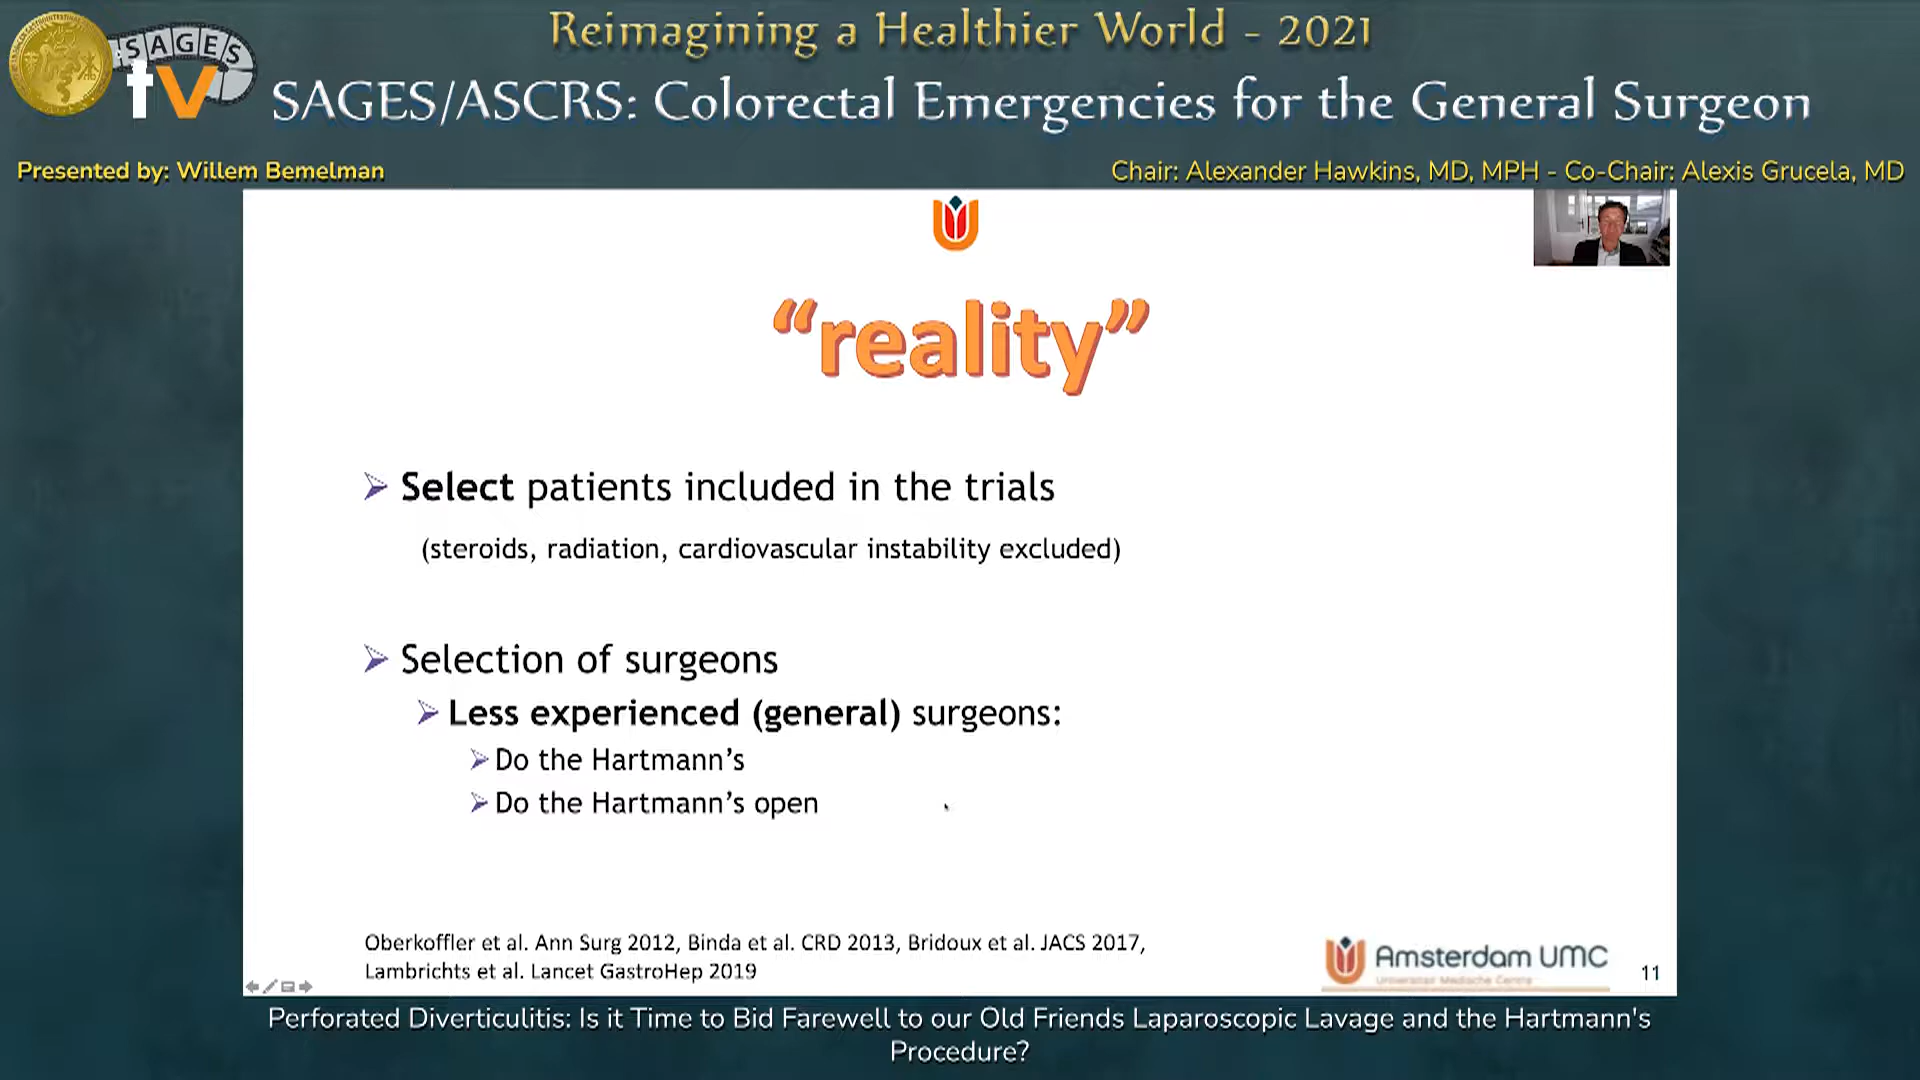 Reimagining a Healthier World - 2021
SAGES
tv
SAGES/ASCRS: Colorectal Emergencies for the General Surgeon
Presented by: Willem Bemelman
Chair: Alexander Hawkins, MD, MPH - Co-Chair: Alexis Grucela, MD
“reality”
Select patients included in the trials
(steroids, radiation, cardiovascular instability excluded)
Selection of surgeons
Less experienced (general) surgeons:
Do the Hartmann’s
Do the Hartmann’s open
Oberkoffler et al. Ann Surg 2012, Binda et al. CRD 2013, Bridoux et al. JACS 2017,
Lambrichts et al. Lancet GastroHep 2019
Amsterdam UMC
Universitair Medische Centra
11
Perforated Diverticulitis: Is it Time to Bid Farewell to our Old Friends Laparoscopic Lavage and the Hartmann's
Procedure?